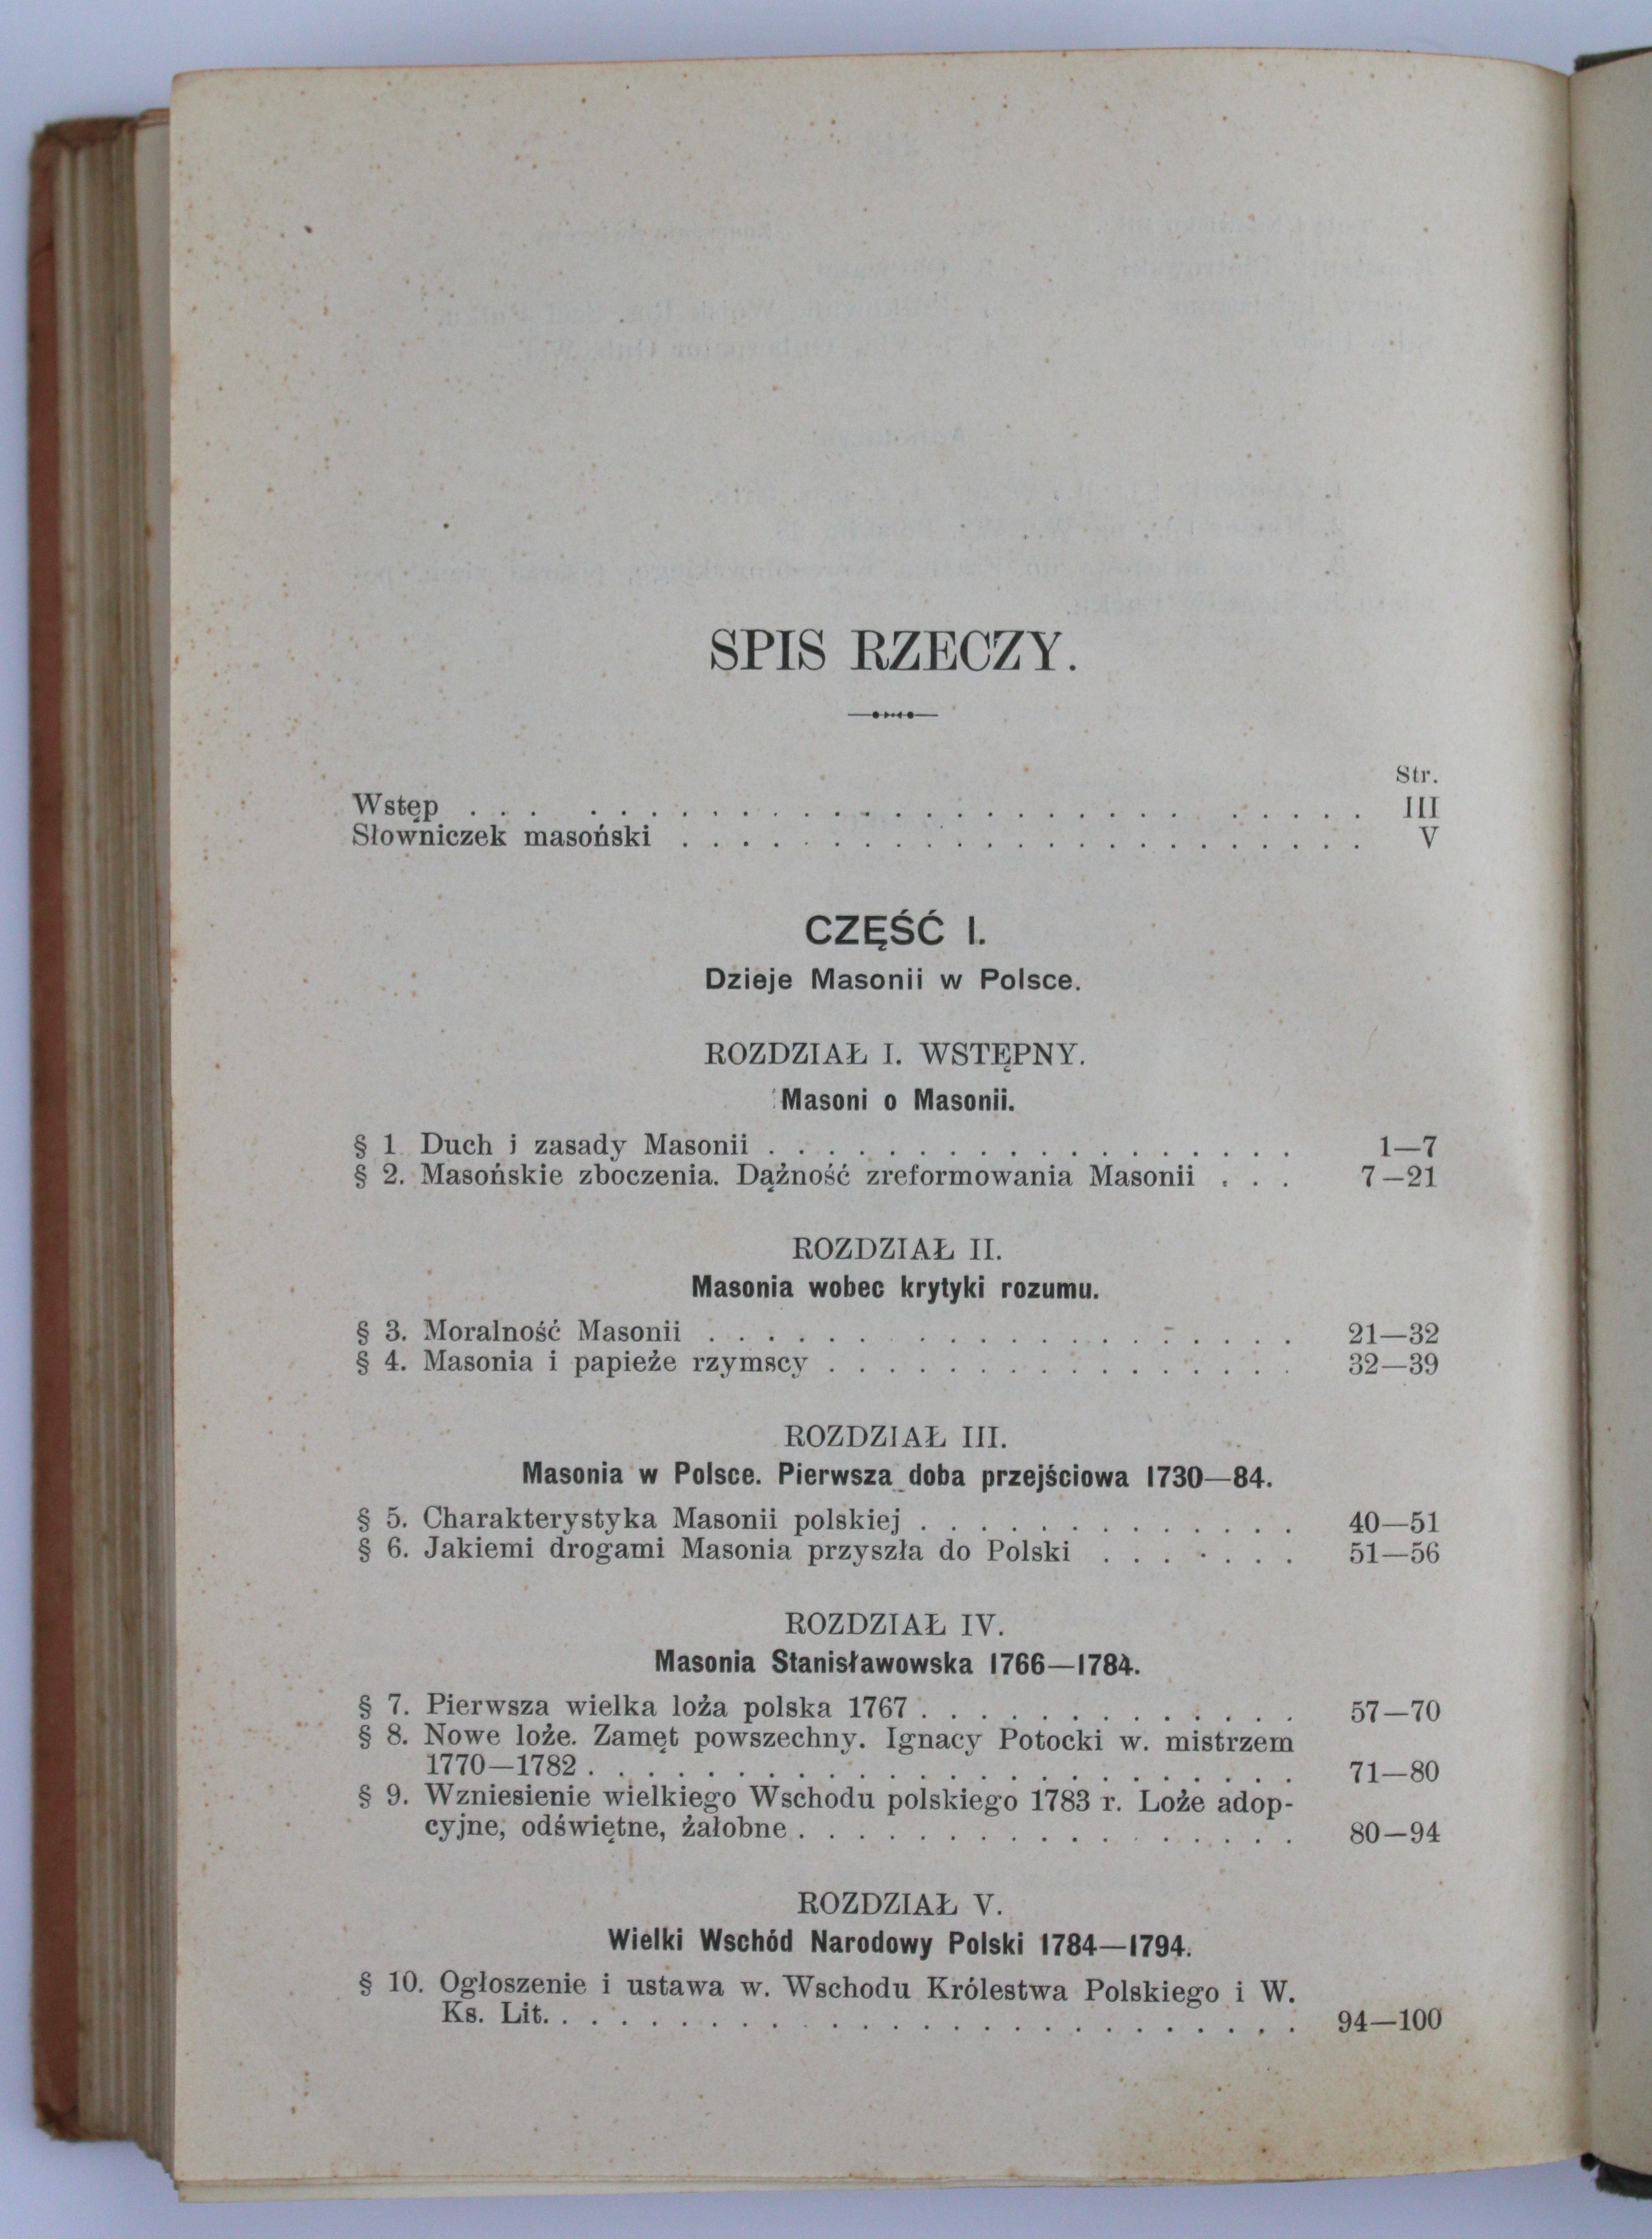 SPIS RZECZY.
Str.
Wstęp . . . . . . . . . . . . . . . . . . . . . . . . . . . . III
Słowniczek masoński . . . . . . . . . . . . . . . . . . . . . . . V
CZĘŚĆ I.
Dzieje Masonii w Polsce.
ROZDZIAŁ I. WSTĘPNY.
Masoni o Masonii.
§ 1 Duch i zasady Masonii . . . . . . . . . . . . . . . . . . 1—7
§ 2. Masońskie zboczenia. Dążność zreformowania Masonii . . . 7—21
ROZDZIAŁ II.
Masonia wobec krytyki rozumu.
§ 3. Moralność Masonii . . . . . . . . . . . . . . . . . . . . 21—32
§ 4. Masonia i papieże rzymscy . . . . . . . . . . . . . . . . 32—39
ROZDZIAŁ III.
Masonia w Polsce. Pierwsza doba przejściowa 1730—84.
§ 5. Charakterystyka Masonii polskiej . . . . . . . . . . . . . 40—51
§ 6. Jakiemi drogami Masonia przyszła do Polski . . . . . . . 51—56
ROZDZIAŁ IV.
Masonia Stanisławowska 1766—1784.
§ 7. Pierwsza wielka loża polska 1767 . . . . . . . . . . . . . 57—70
§ 8. Nowe loże. Zamęt powszechny. Ignacy Potocki w. mistrzem
1770—1782 . . . . . . . . . . . . . . . . . . . . . . . . 71—80
§ 9. Wzniesienie wielkiego Wschodu polskiego 1783 r. Loże adop-
cyjne, odświętne, żałobne . . . . . . . . . . . . . . . . . 80—94
ROZDZIAŁ V.
Wielki Wschód Narodowy Polski 1784—1794.
§ 10. Ogłoszenie i ustawa w. Wschodu Królestwa Polskiego i W.
Ks. Lit. . . . . . . . . . . . . . . . . . . . . . . . . . 94—100